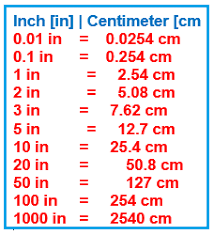 Inch [in] | Centimeter [cm
0.01 in = 0.0254 cm
0.1 in = 0.254 cm
1 in = 2.54 cm
2 in = 5.08 cm
3 in = 7.62 cm
5 in = 12.7 cm
10 in = 25.4 cm
20 in = 50.8 cm
50 in = 127 cm
100 in = 254 cm
1000 in = 2540 cm